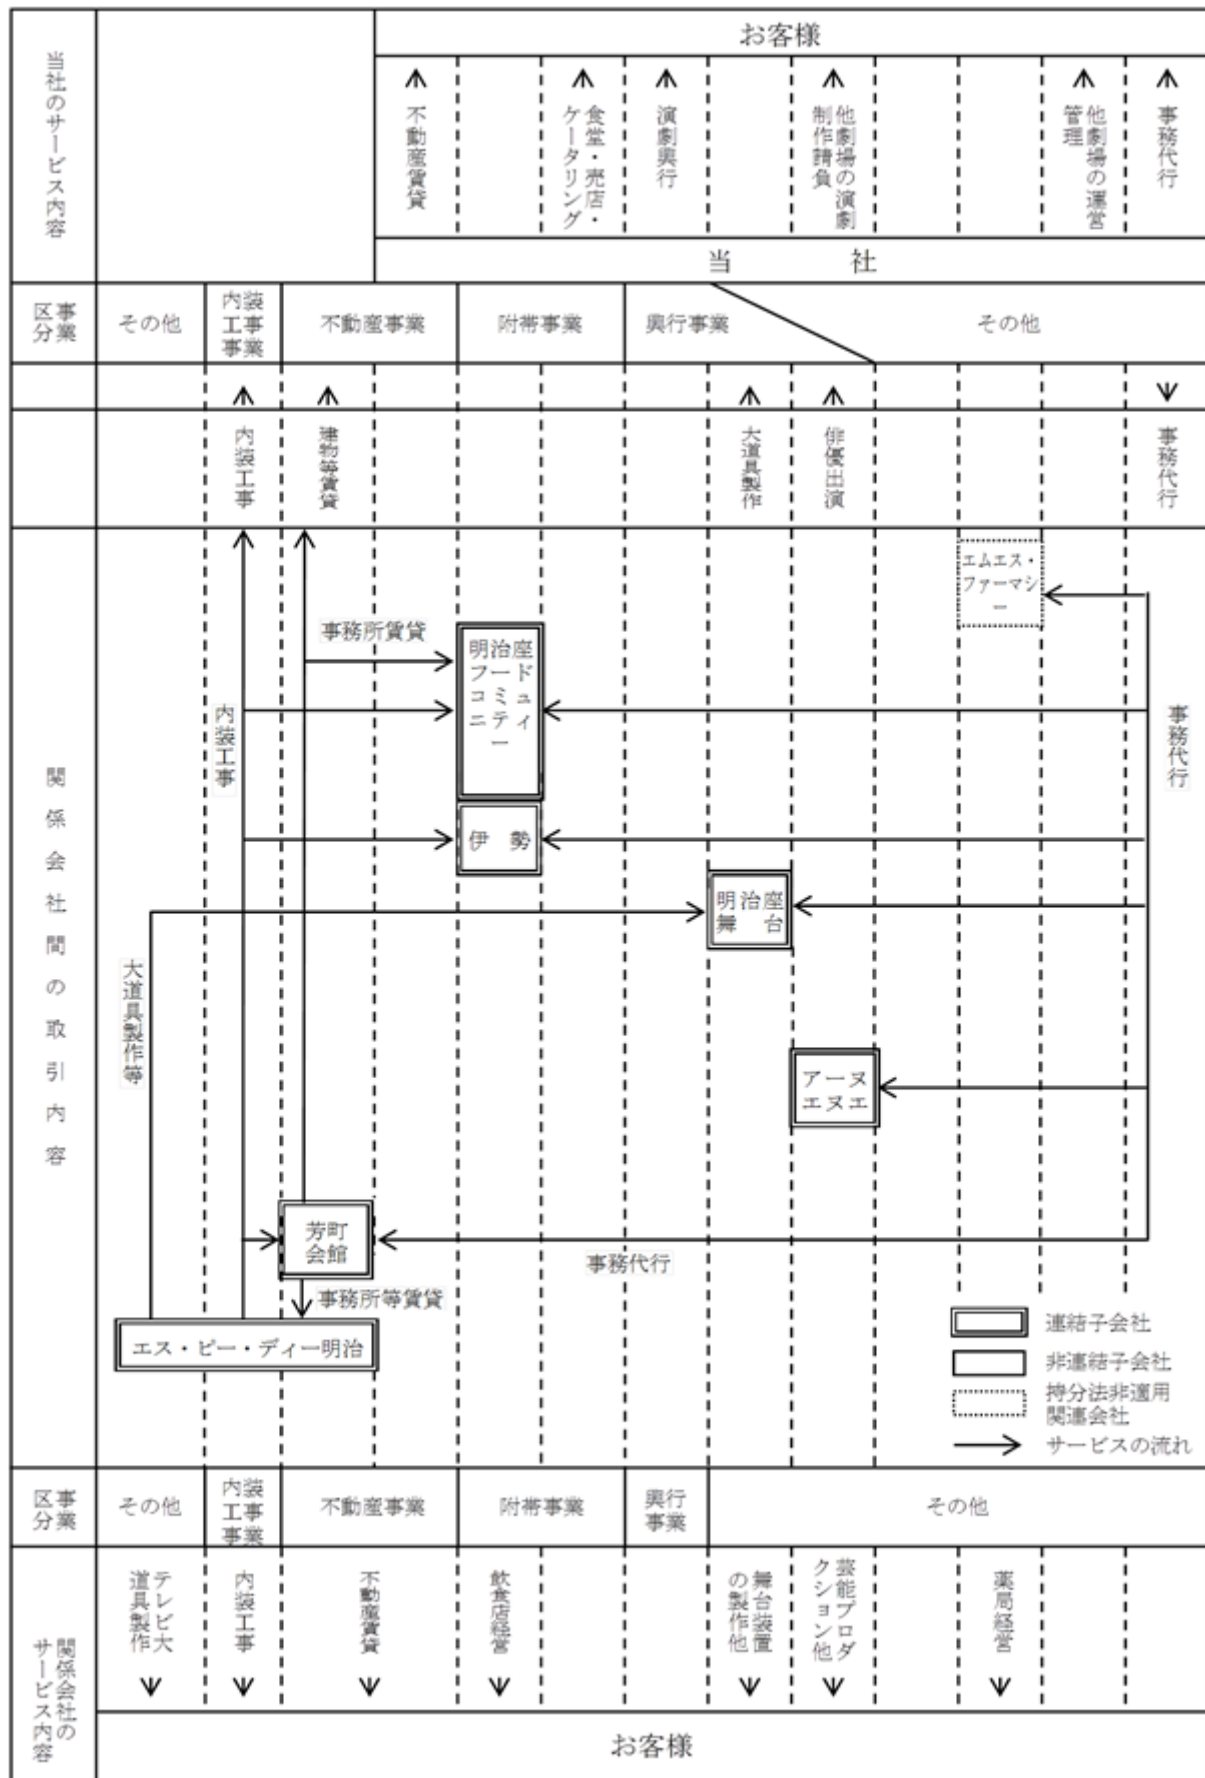 お客様
当社のサービス内容
不動産賃貸
食堂・売店・
ケータリング
演劇興行
他劇場の演劇
制作請負
他劇場の運営
管理
事務代行
当 社
事業
区分
その他
内装
工事
事業
不動産事業
附帯事業
興行事業
その他
内装工事
建物等賃貸
大道具製作
俳優出演
事務代行
関係会社間の取引内容
エムエス・
ファーマシ
ー
事務所賃貸
明治座
フード
コミュ
ニティ
ー
内装工事
事務代行
伊 勢
明治座
舞 台
大道具製作等
アーヌ
エヌエ
芳町
会館
事務代行
事務所等賃貸
エス・ピー・ディー明治
連結子会社
非連結子会社
持分法非適用
関連会社
サービスの流れ
事業
区分
その他
内装
工事
事業
不動産事業
附帯事業
興行
事業
その他
関係会社の
サービス内容
テレビ大
道具製作
内装工事
不動産賃貸
飲食店経営
舞台装置
の製作他
芸能プロダ
クション他
薬局経営
お客様